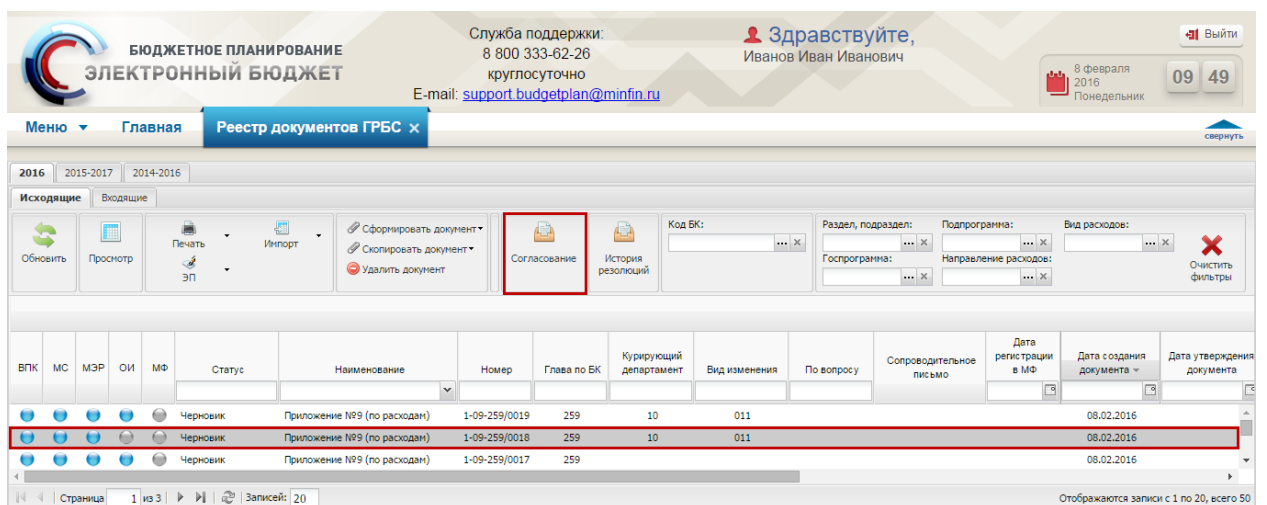 БЮДЖЕТНОЕ ПЛАНИРОВАНИЕ
ЭЛЕКТРОННЫЙ БЮДЖЕТ
Служба поддержки:
8 800 333-62-26
круглосуточно
E-mail: support.budgetplan@minfin.ru
Здравствуйте,
Иванов Иван Иванович
Выйти
8 февраля
2016
Понедельник
09 49
Меню Главная Реестр документов ГРБС ×
свернуть
2016 2015-2017 2014-2016
Исходящие Входящие
Обновить
Просмотр
Печать
ЭП
Импорт
Сформировать документ
Скопировать документ
Удалить документ
Согласование
История
резолюций
Код БК:
Раздел, подраздел:
Госпрограмма:
Подпрограмма:
Направление расходов:
Вид расходов:
Очистить
фильтры
ВПК МС МЭР ОИ МФ Статус Наименование Номер Глава по БК Курирующий департамент Вид изменения По вопросу Сопроводительное письмо Дата регистрации в МФ Дата создания документа Дата утверждения документа
Черновик Приложение №9 (по расходам) 1-09-259/0019 259 10 011 08.02.2016
Черновик Приложение №9 (по расходам) 1-09-259/0018 259 10 011 08.02.2016
Черновик Приложение №9 (по расходам) 1-09-259/0017 259 08.02.2016
Страница 1 из 3 Записей: 20 Отображаются записи с 1 по 20, всего 50